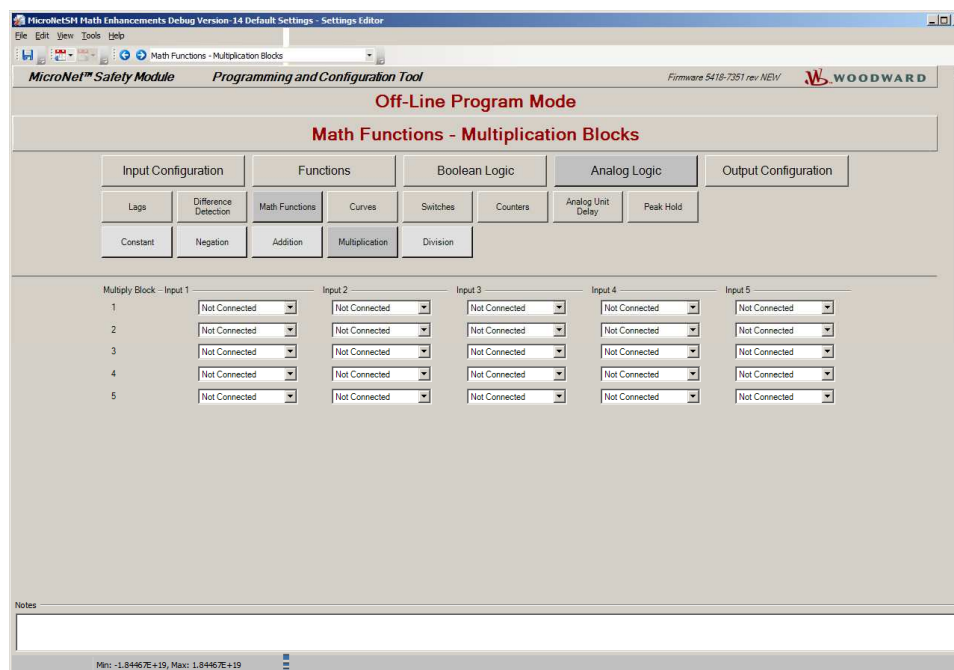 MicroNetSM Math Enhancements Debug Version-14 Default Settings - Settings Editor
File Edit View Tools Help
Math Functions - Multiplication Blocks
MicroNet™ Safety Module Programming and Configuration Tool Firmware 5418-7351 rev NEW WOODWARD
Off-Line Program Mode
Math Functions - Multiplication Blocks
Input Configuration Functions Boolean Logic Analog Logic Output Configuration
Lags Difference Detection Math Functions Curves Switches Counters Analog Unit Delay Peak Hold
Constant Negation Addition Multiplication Division
Multiply Block Input 1 Input 2 Input 3 Input 4 Input 5
1 Not Connected Not Connected Not Connected Not Connected Not Connected
2 Not Connected Not Connected Not Connected Not Connected Not Connected
3 Not Connected Not Connected Not Connected Not Connected Not Connected
4 Not Connected Not Connected Not Connected Not Connected Not Connected
5 Not Connected Not Connected Not Connected Not Connected Not Connected
Notes
Min: -1.84467E+19, Max: 1.84467E+19